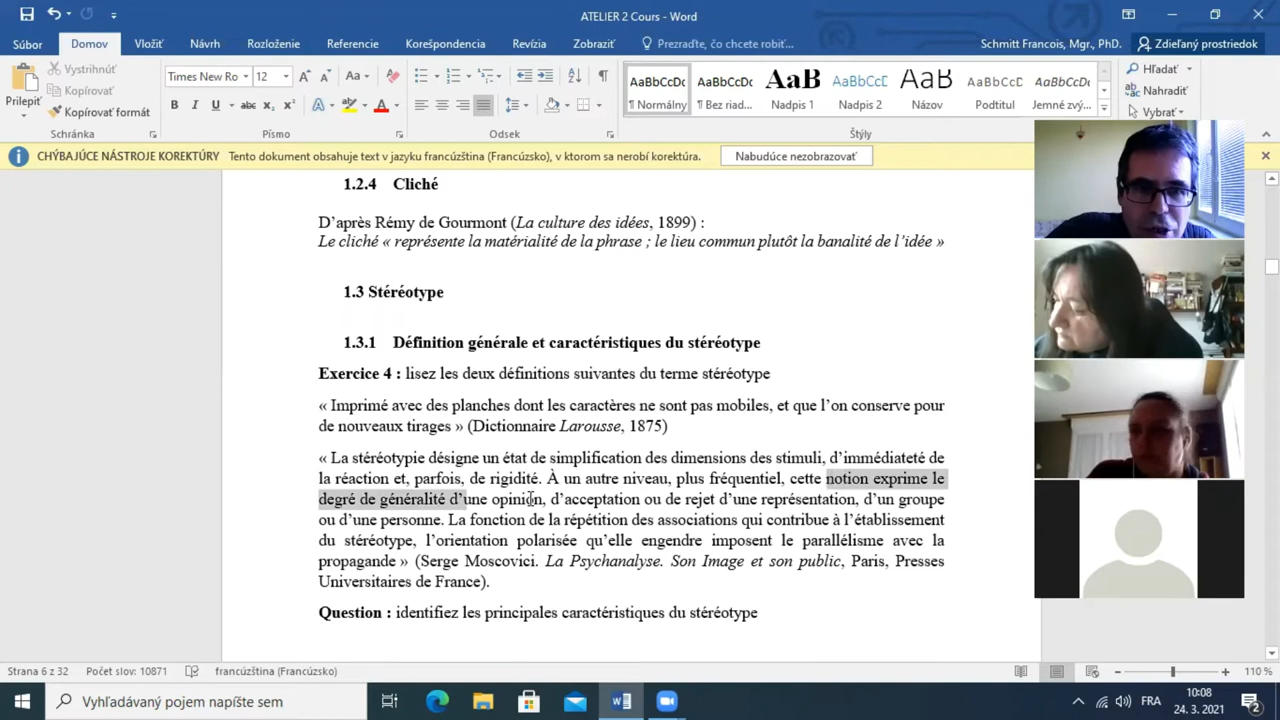 ATELIER 2 Cours - Word
Súbor Domov Vložiť Návrh Rozloženie Referencie Korešpondencia Revízia Zobraziť Prezraďte, čo chcete robiť... Schmitt Francois, Mgr., PhD. Zdieľaný prostriedok
Prilepiť
Vystrihnúť
Kopírovať
Kopírovať formát
Schránka
Times New Ro 12 Aa
B I U abc x₂ x² A A
Písmo
Odsek
AaBbCcDc AaBbCcDc AaB AaBbCcD AaB AaBbCcD AaBbCcDc
¶ Normálny ¶ Bez riad... Nadpis 1 Nadpis 2 Názov Podtitul Jemné zvý...
Štýly
Hľadať
Nahradiť
Vybrať
CHÝBAJÚCE NÁSTROJE KOREKTÚRY Tento dokument obsahuje text v jazyku francúzština (Francúzsko), v ktorom sa nerobí korektúra. Nabudúce nezobrazovať
1.2.4 Cliché
D’après Rémy de Gourmont (La culture des idées, 1899) :
Le cliché « représente la matérialité de la phrase ; le lieu commun plutôt la banalité de l’idée »
1.3 Stéréotype
1.3.1 Définition générale et caractéristiques du stéréotype
Exercice 4 : lisez les deux définitions suivantes du terme stéréotype
« Imprimé avec des planches dont les caractères ne sont pas mobiles, et que l’on conserve pour
de nouveaux tirages » (Dictionnaire Larousse, 1875)
« La stéréotypie désigne un état de simplification des dimensions des stimuli, d’immédiateté de
la réaction et, parfois, de rigidité. À un autre niveau, plus fréquentiel, cette notion exprime le
degré de généralité d’une opinion, d’acceptation ou de rejet d’une représentation, d’un groupe
ou d’une personne. La fonction de la répétition des associations qui contribue à l’établissement
du stéréotype, l’orientation polarisée qu’elle engendre imposent le parallélisme avec la
propagande » (Serge Moscovici. La Psychanalyse. Son Image et son public, Paris, Presses
Universitaires de France).
Question : identifiez les principales caractéristiques du stéréotype
Strana 6 z 32 Počet slov: 10871 francúzština (Francúzsko) 110 %
Vyhľadávaný pojem napíšte sem
FRA 10:08
24. 3. 2021
2